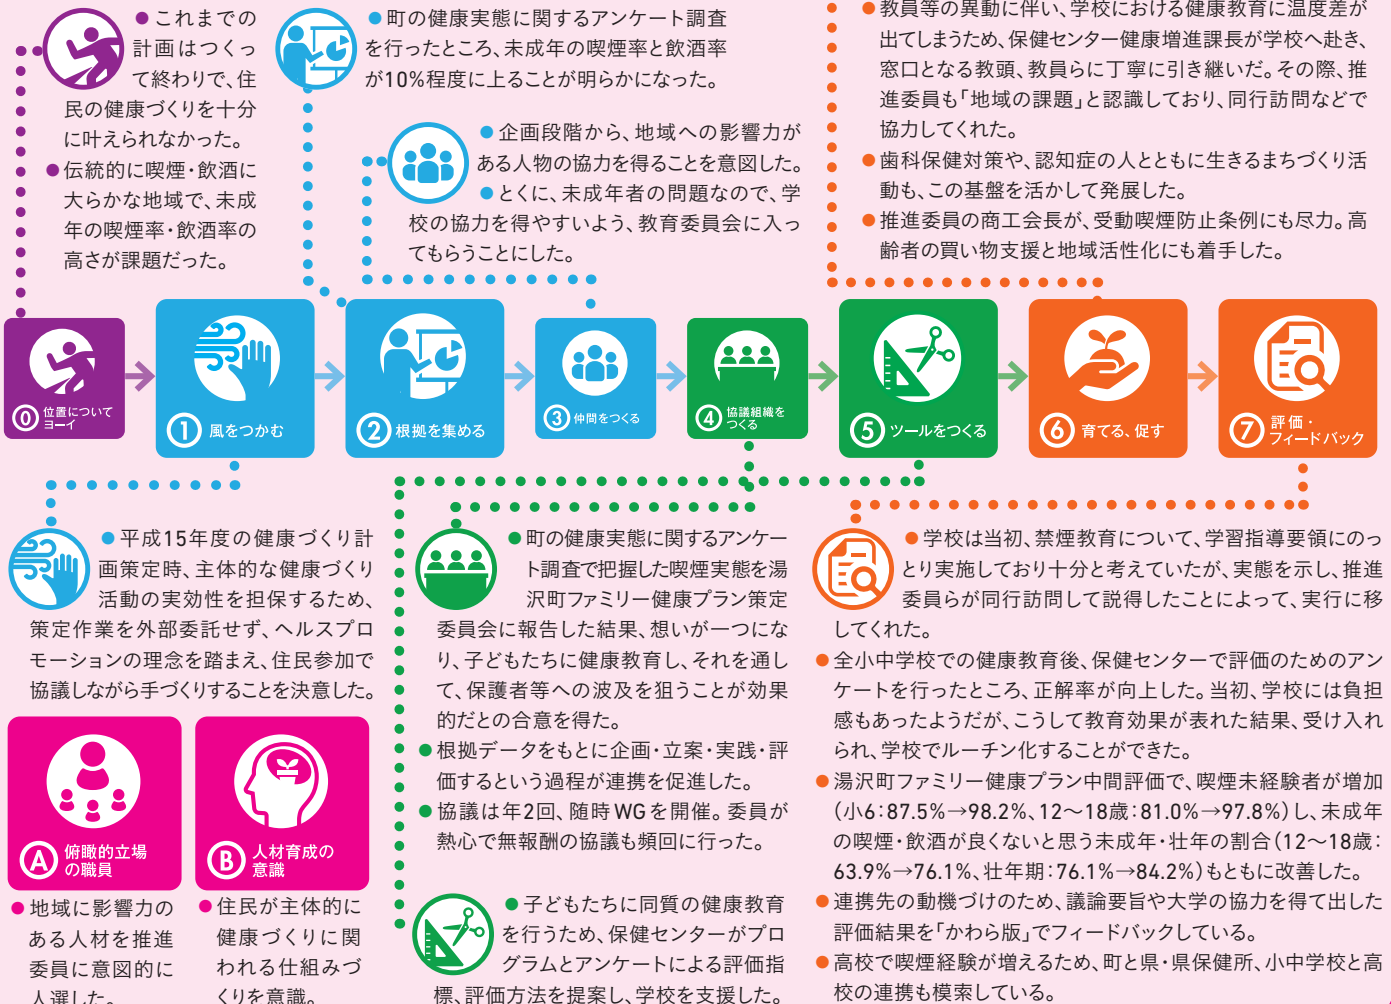 ● これまでの
計画はつくっ
て終わりで、住
民の健康づくりを十分
に叶えられなかった。
● 伝統的に喫煙・飲酒に
大らかな地域で、未成
年の喫煙率・飲酒率の
高さが課題だった。
● 町の健康実態に関するアンケート調査
を行ったところ、未成年の喫煙率と飲酒率
が10%程度に上ることが明らかになった。
● 企画段階から、地域への影響力が
ある人物の協力を得ることを意図した。
● とくに、未成年者の問題なので、学
校の協力を得やすいよう、教育委員会に入っ
てもらうことにした。
● 教員等の異動に伴い、学校における健康教育に温度差が
出てしまうため、保健センター健康増進課長が学校へ赴き、
窓口となる教頭、教員らに丁寧に引き継いだ。その際、推
進委員も「地域の課題」と認識しており、同行訪問などで
協力してくれた。
● 歯科保健対策や、認知症の人とともに生きるまちづくり活
動も、この基盤を活かして発展した。
● 推進委員の商工会長が、受動喫煙防止条例にも尽力。高
齢者の買い物支援と地域活性化にも着手した。
0 位置について
ヨーイ
1 風をつかむ
2 根拠を集める
3 仲間をつくる
4 協議組織を
つくる
5 ツールをつくる
6 育てる、促す
7 評価・
フィードバック
● 平成15年度の健康づくり計
画策定時、主体的な健康づくり
活動の実効性を担保するため、
策定作業を外部委託せず、ヘルスプロ
モーションの理念を踏まえ、住民参加で
協議しながら手づくりすることを決意した。
A 俯瞰的立場
の職員
● 地域に影響力の
ある人材を推進
委員に意図的に
人選した。
B 人材育成の
意識
● 住民が主体的に
健康づくりに関
われる仕組みづ
くりを意識。
● 町の健康実態に関するアンケー
ト調査で把握した喫煙実態を湯
沢町ファミリー健康プラン策定
委員会に報告した結果、想いが一つにな
り、子どもたちに健康教育し、それを通し
て、保護者等への波及を狙うことが効果
的だとの合意を得た。
● 根拠データをもとに企画・立案・実践・評
価するという過程が連携を促進した。
● 協議は年2回、随時WGを開催。委員が
熱心で無報酬の協議も頻回に行った。
● 子どもたちに同質の健康教育
を行うため、保健センターがプロ
グラムとアンケートによる評価指
標、評価方法を提案し、学校を支援した。
● 学校は当初、禁煙教育について、学習指導要領にのっ
とり実施しており十分と考えていたが、実態を示し、推進
委員らが同行訪問して説得したことによって、実行に移
してくれた。
● 全小中学校での健康教育後、保健センターで評価のためのアン
ケートを行ったところ、正解率が向上した。当初、学校には負担
感もあったようだが、こうして教育効果が表れた結果、受け入れ
られ、学校でルーチン化することができた。
● 湯沢町ファミリー健康プラン中間評価で、喫煙未経験者が増加
(小6:87.5%→98.2%、12〜18歳:81.0%→97.8%)し、未成年
の喫煙・飲酒が良くないと思う未成年・壮年の割合(12〜18歳:
63.9%→76.1%、壮年期:76.1%→84.2%)もともに改善した。
● 連携先の動機づけのため、議論要旨や大学の協力を得て出した
評価結果を「かわら版」でフィードバックしている。
● 高校で喫煙経験が増えるため、町と県・県保健所、小中学校と高
校の連携も模索している。